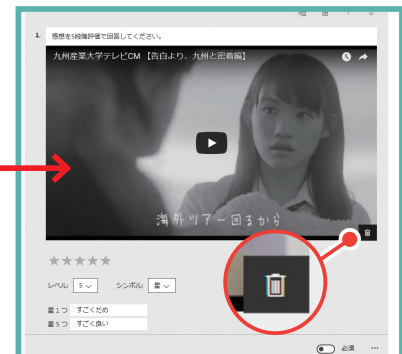 1. 感想を5段階評価で回答してください。
九州産業大学テレビCM 【告白より、九州と密着編】
海外ツアー回るから
レベル: 5
シンボル: 星
星1つ すごくだめ
星5つ すごく良い
必須 …